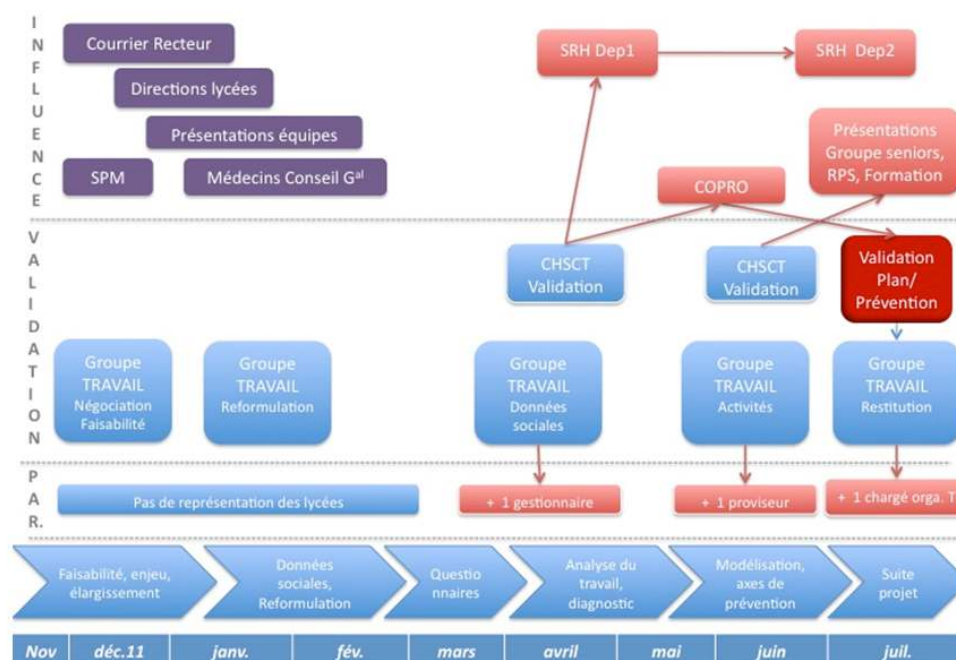 INFLUENCE
Courrier Recteur
Directions lycées
Présentations équipes
SPM
Médecins Conseil Gal
SRH Dep1
SRH Dep2
Présentations
Groupe seniors,
RPS, Formation
COPRO
VALIDATION
CHSCT
Validation
CHSCT
Validation
Validation
Plan/
Prévention
Groupe
TRAVAIL
Négociation
Faisabilité
Groupe
TRAVAIL
Reformulation
Groupe
TRAVAIL
Données
sociales
Groupe
TRAVAIL
Activités
Groupe
TRAVAIL
Restitution
PAR.
Pas de représentation des lycées
+ 1 gestionnaire
+ 1 proviseur
+ 1 chargé orga. T
Faisabilité, enjeu,
élargissement
Données
sociales,
Reformulation
Questio
nnaires
Analyse du
travail,
diagnostic
Modélisation,
axes de
prévention
Suite
projet
Nov déc.11 janv. fév. mars avril mai juin juil.